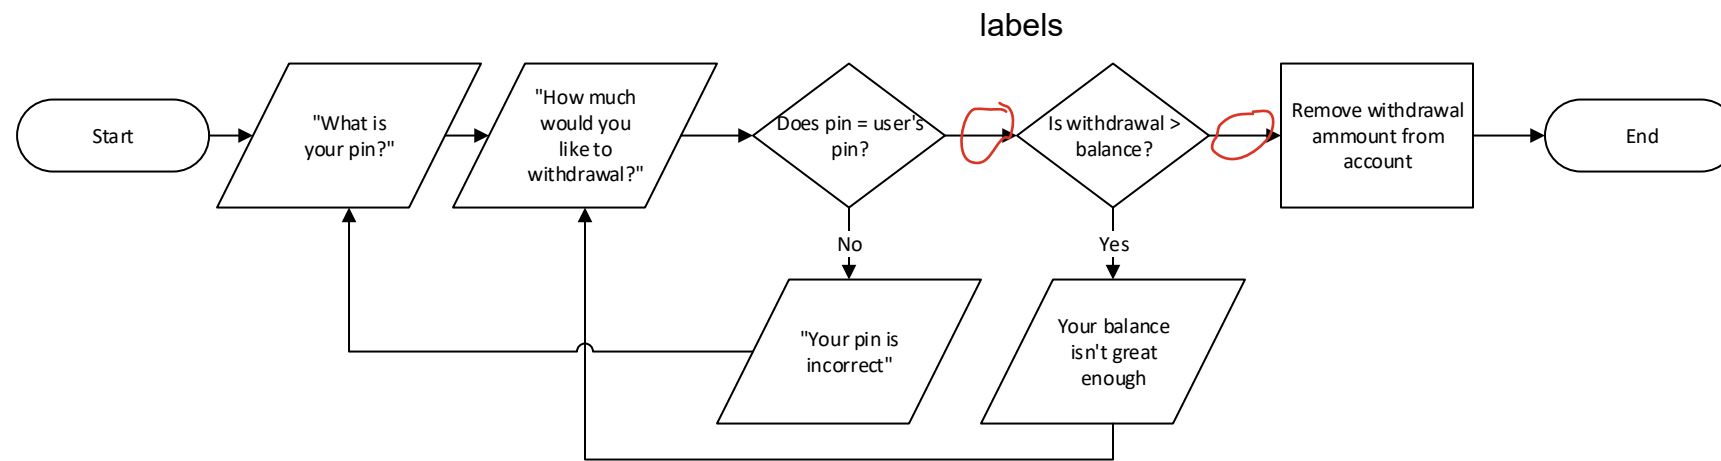 labels
Start
"What is
your pin?"
"How much
would you
like to
withdrawal?"
Does pin = user's
pin?
Is withdrawal >
balance?
Remove withdrawal
ammount from
account
End
No
Yes
"Your pin is
incorrect"
Your balance
isn't great
enough